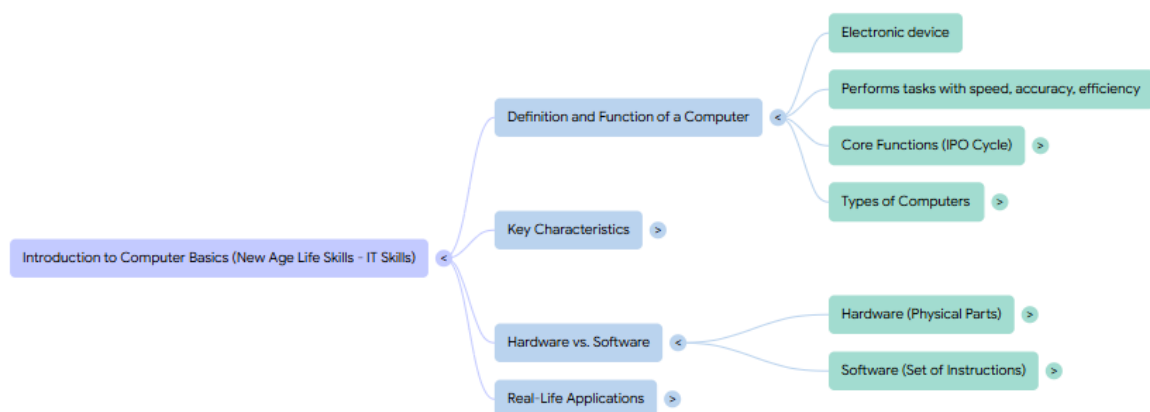 Introduction to Computer Basics (New Age Life Skills - IT Skills)
<
Definition and Function of a Computer
<
Electronic device
Performs tasks with speed, accuracy, efficiency
Core Functions (IPO Cycle)
>
Types of Computers
>
Key Characteristics
>
Hardware vs. Software
<
Hardware (Physical Parts)
>
Software (Set of Instructions)
>
Real-Life Applications
>